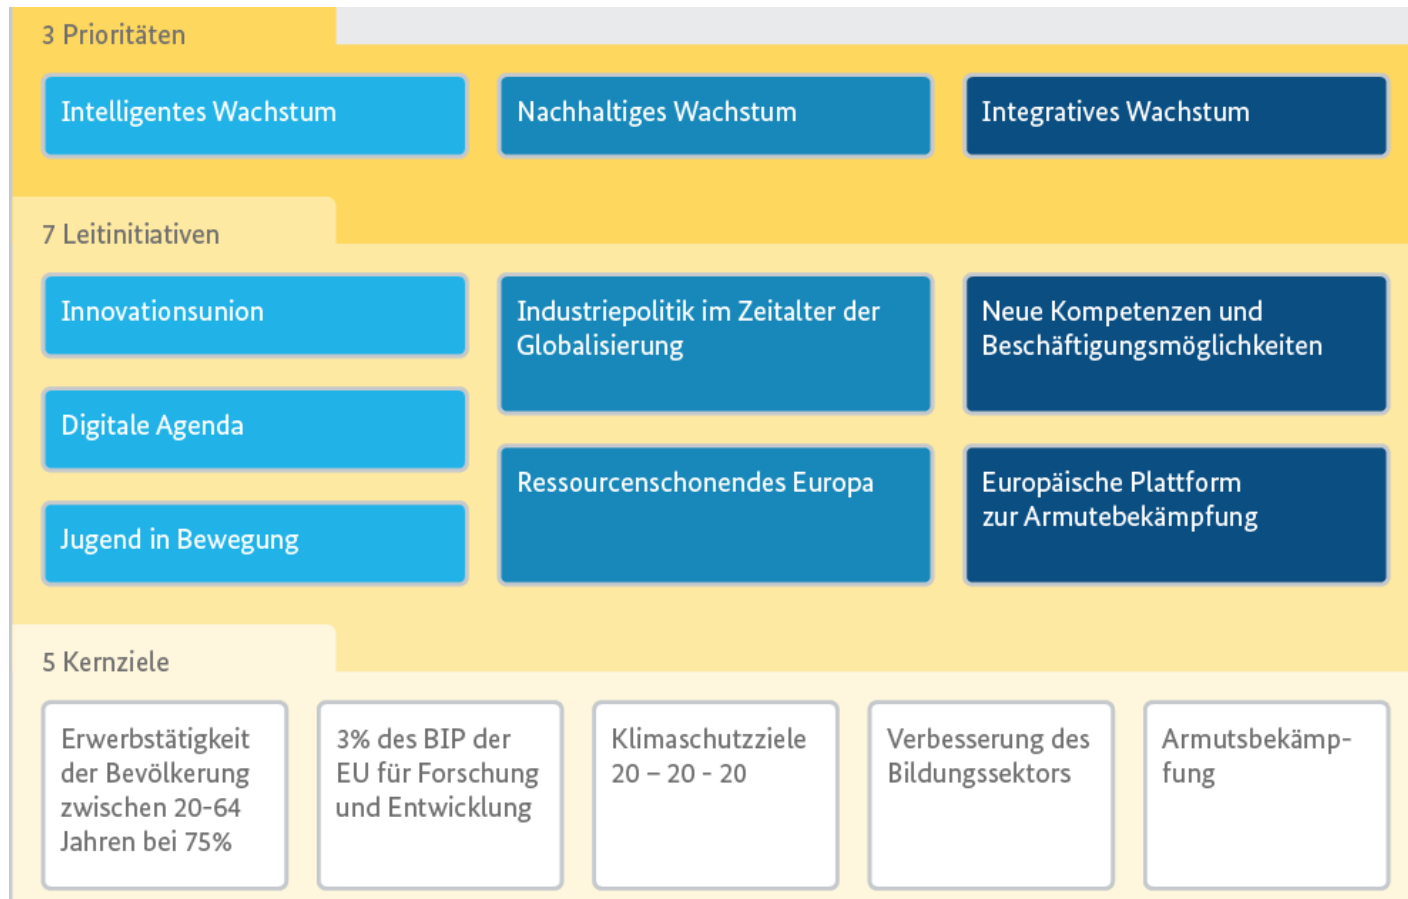 3 Prioritäten
Intelligentes Wachstum
Nachhaltiges Wachstum
Integratives Wachstum
7 Leitinitiativen
Innovationsunion
Digitale Agenda
Jugend in Bewegung
Industriepolitik im Zeitalter der
Globalisierung
Ressourcenschonendes Europa
Neue Kompetenzen und
Beschäftigungsmöglichkeiten
Europäische Plattform
zur Armutebekämpfung
5 Kernziele
Erwerbstätigkeit
der Bevölkerung
zwischen 20-64
Jahren bei 75%
3% des BIP der
EU für Forschung
und Entwicklung
Klimaschutzziele
20 – 20 - 20
Verbesserung des
Bildungssektors
Armutsbekämp-
fung